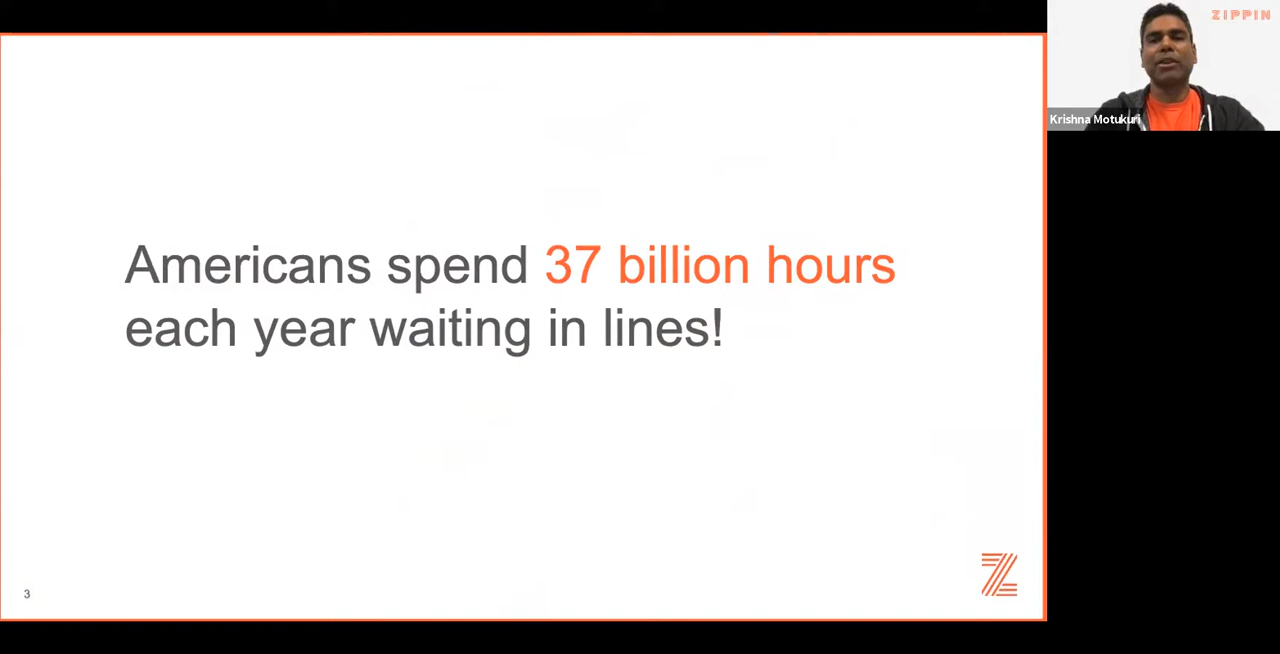 ZIPPIN
Krishna Motukuri
Americans spend 37 billion hours
each year waiting in lines!
3
Z